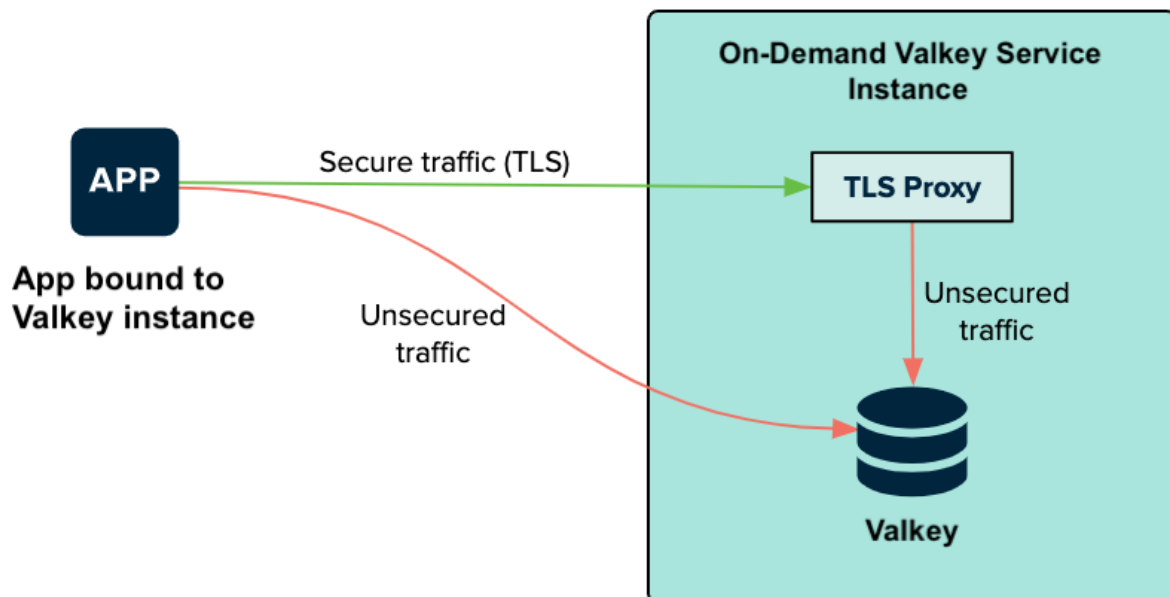 On-Demand Valkey Service
Instance
APP
Secure traffic (TLS)
TLS Proxy
App bound to
Valkey instance
Unsecured
traffic
Unsecured
traffic
Valkey